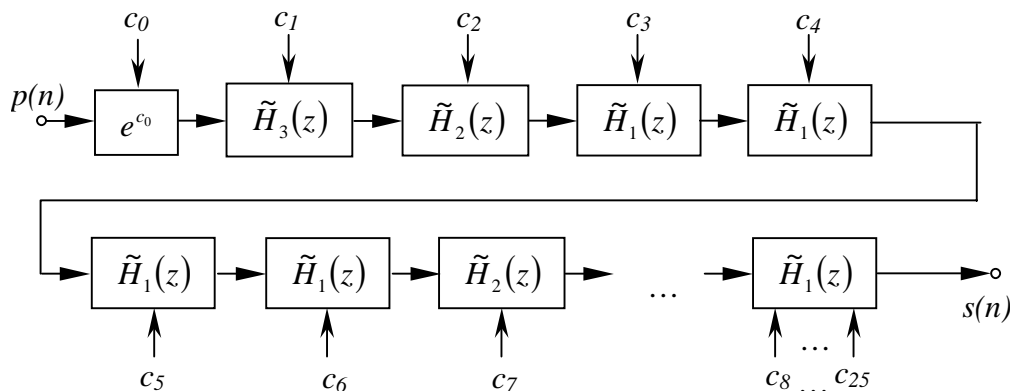 c₀ c₁ c₂ c₃ c₄
p(n) e^{c₀} H̃₃(z) H̃₂(z) H̃₁(z) H̃₁(z)
H̃₁(z) H̃₁(z) H̃₂(z) ... H̃₁(z) s(n)
...
c₅ c₆ c₇ c₈ ... c₂₅